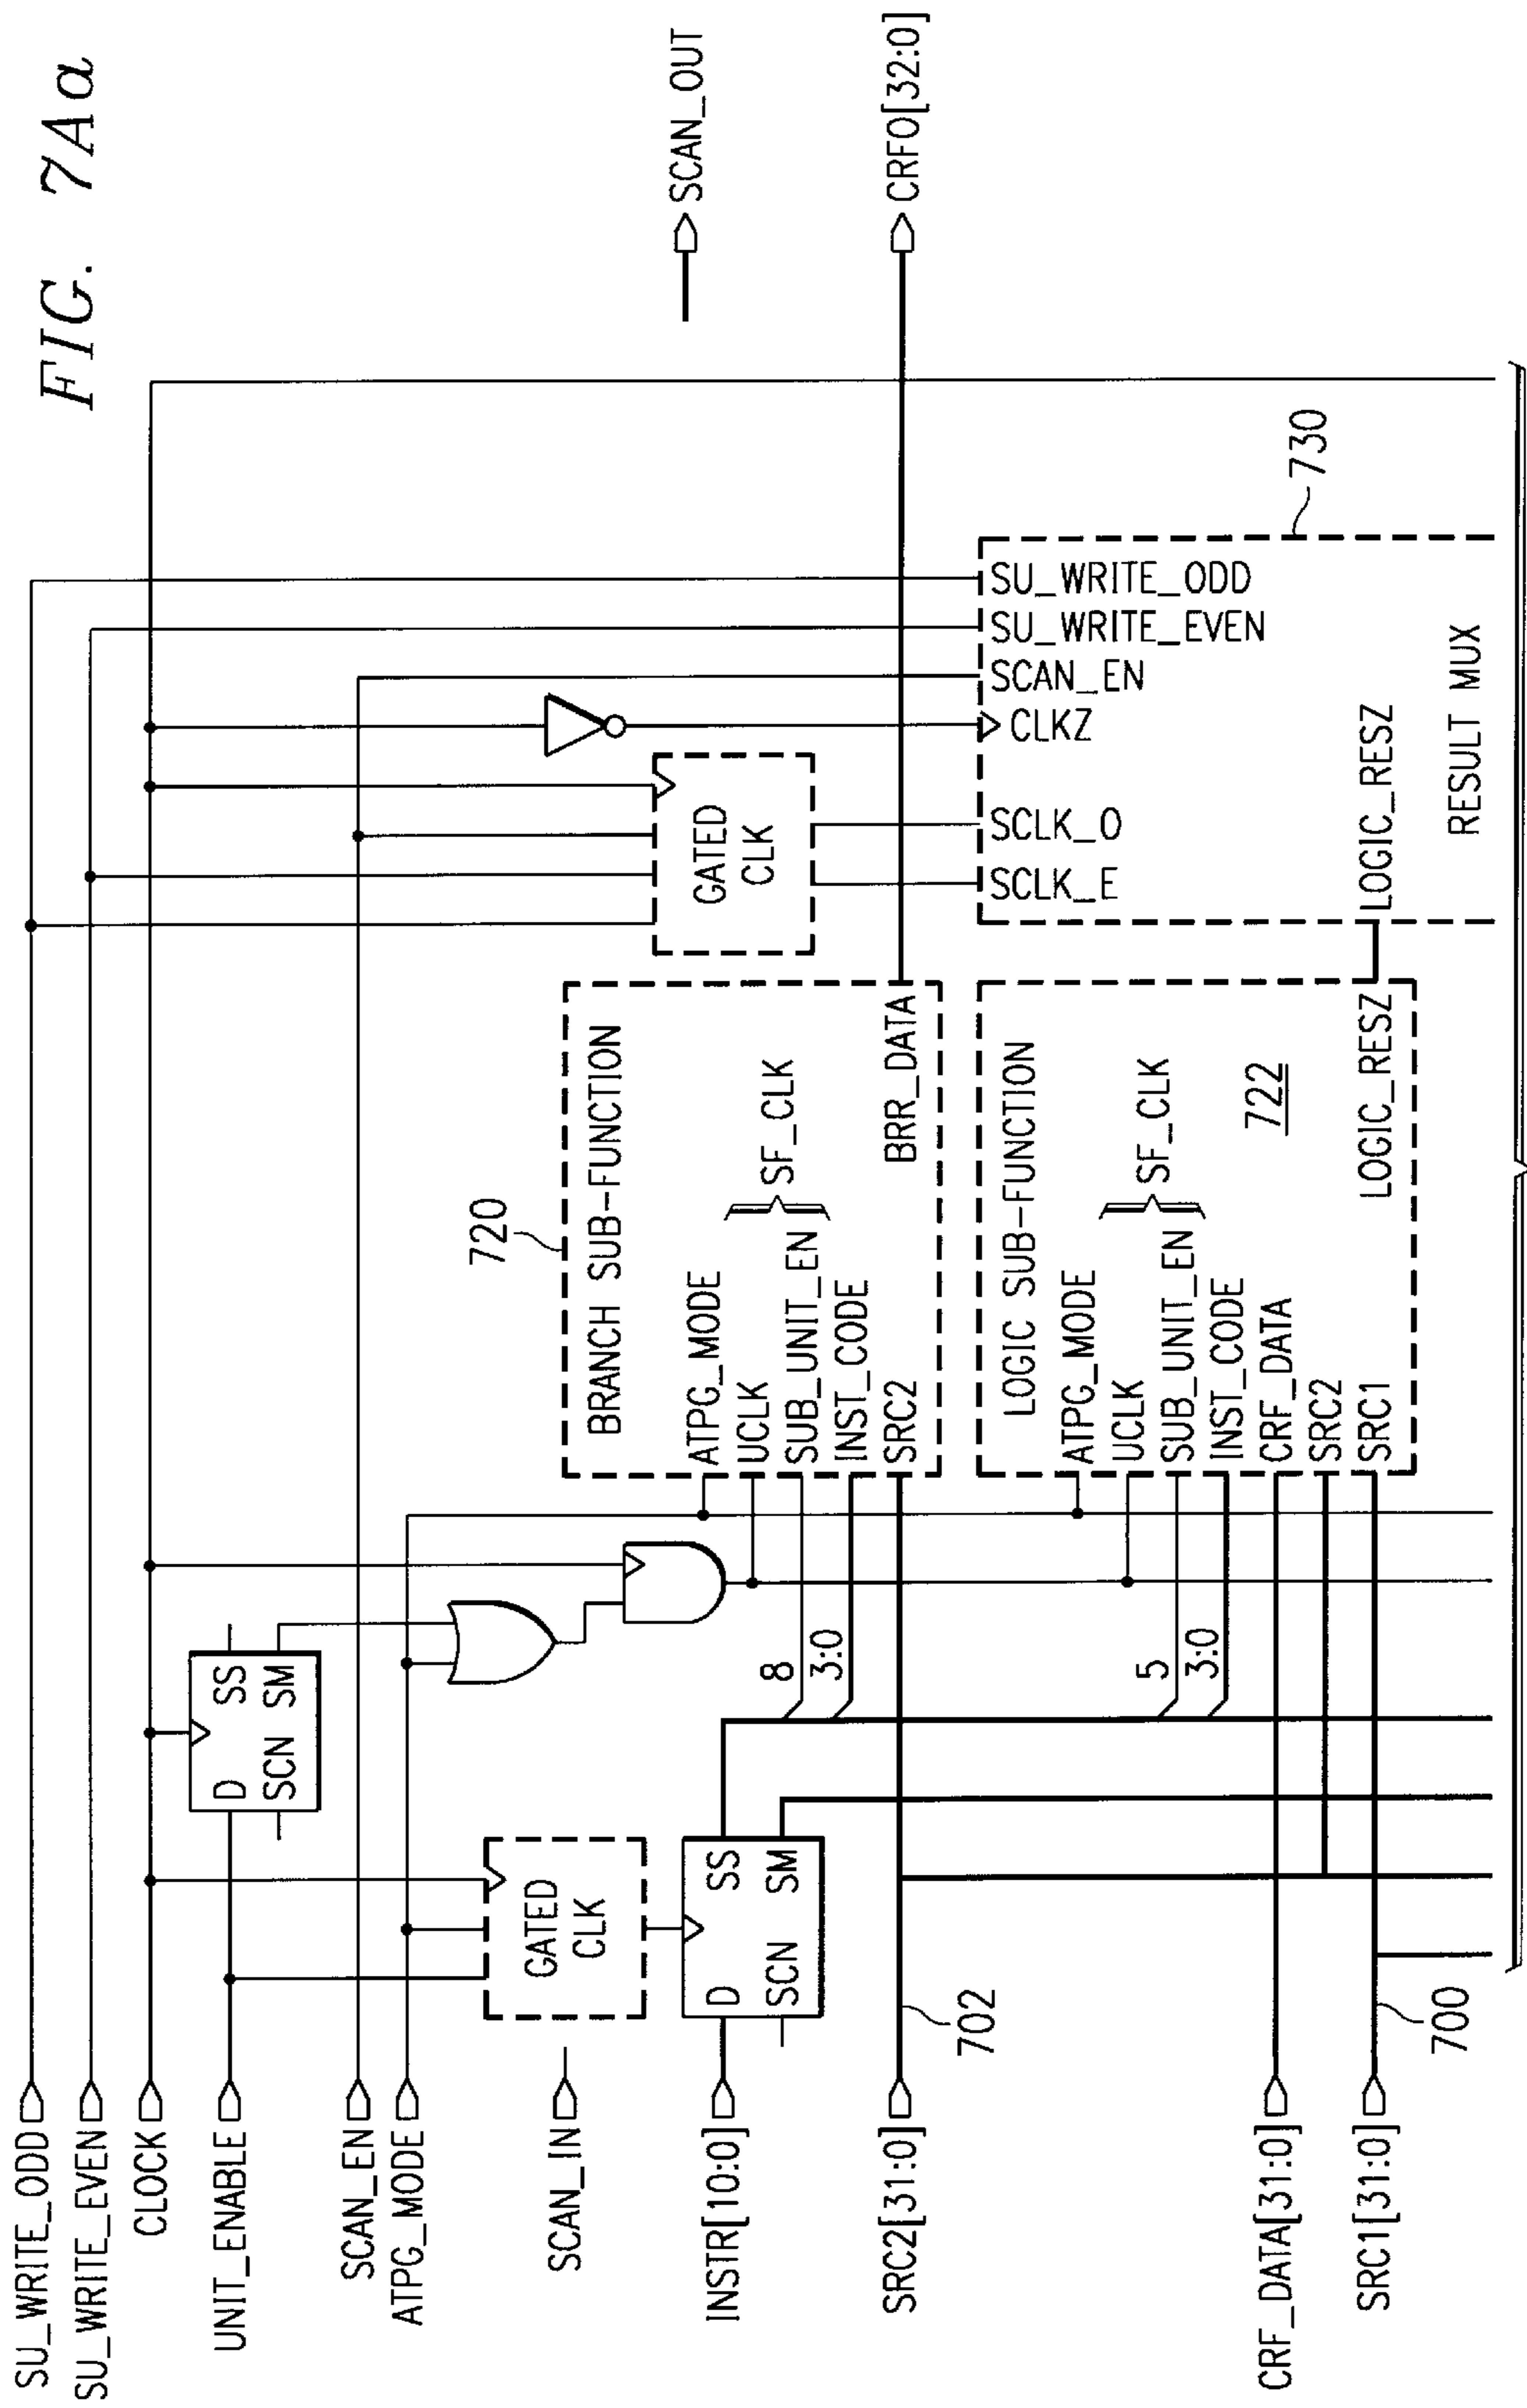 FIG. 7Aa
SU_WRITE_ODD
SU_WRITE_EVEN
CLOCK
UNIT_ENABLE
SCAN_EN
ATPG_MODE
SCAN_IN
INSTR[10:0]
SRC2[31:0]
CRF_DATA[31:0]
SRC1[31:0]
702
700
D SS
SCN SM
GATED
CLK
D SS
SCN SM
8
3:0
5
3:0
720
BRANCH SUB-FUNCTION
ATPG_MODE
UCLK
SUB_UNIT_EN
SF_CLK
INST_CODE
SRC2
BRR_DATA
LOGIC SUB-FUNCTION
ATPG_MODE
UCLK
SUB_UNIT_EN
SF_CLK
INST_CODE
CRF_DATA
722
SRC2
SRC1
LOGIC_RESZ
GATED
CLK
SU_WRITE_ODD
SU_WRITE_EVEN
SCAN_EN
CLKZ
SCLK_O
SCLK_E
LOGIC_RESZ
RESULT MUX
730
SCAN_OUT
CRFO[32:0]